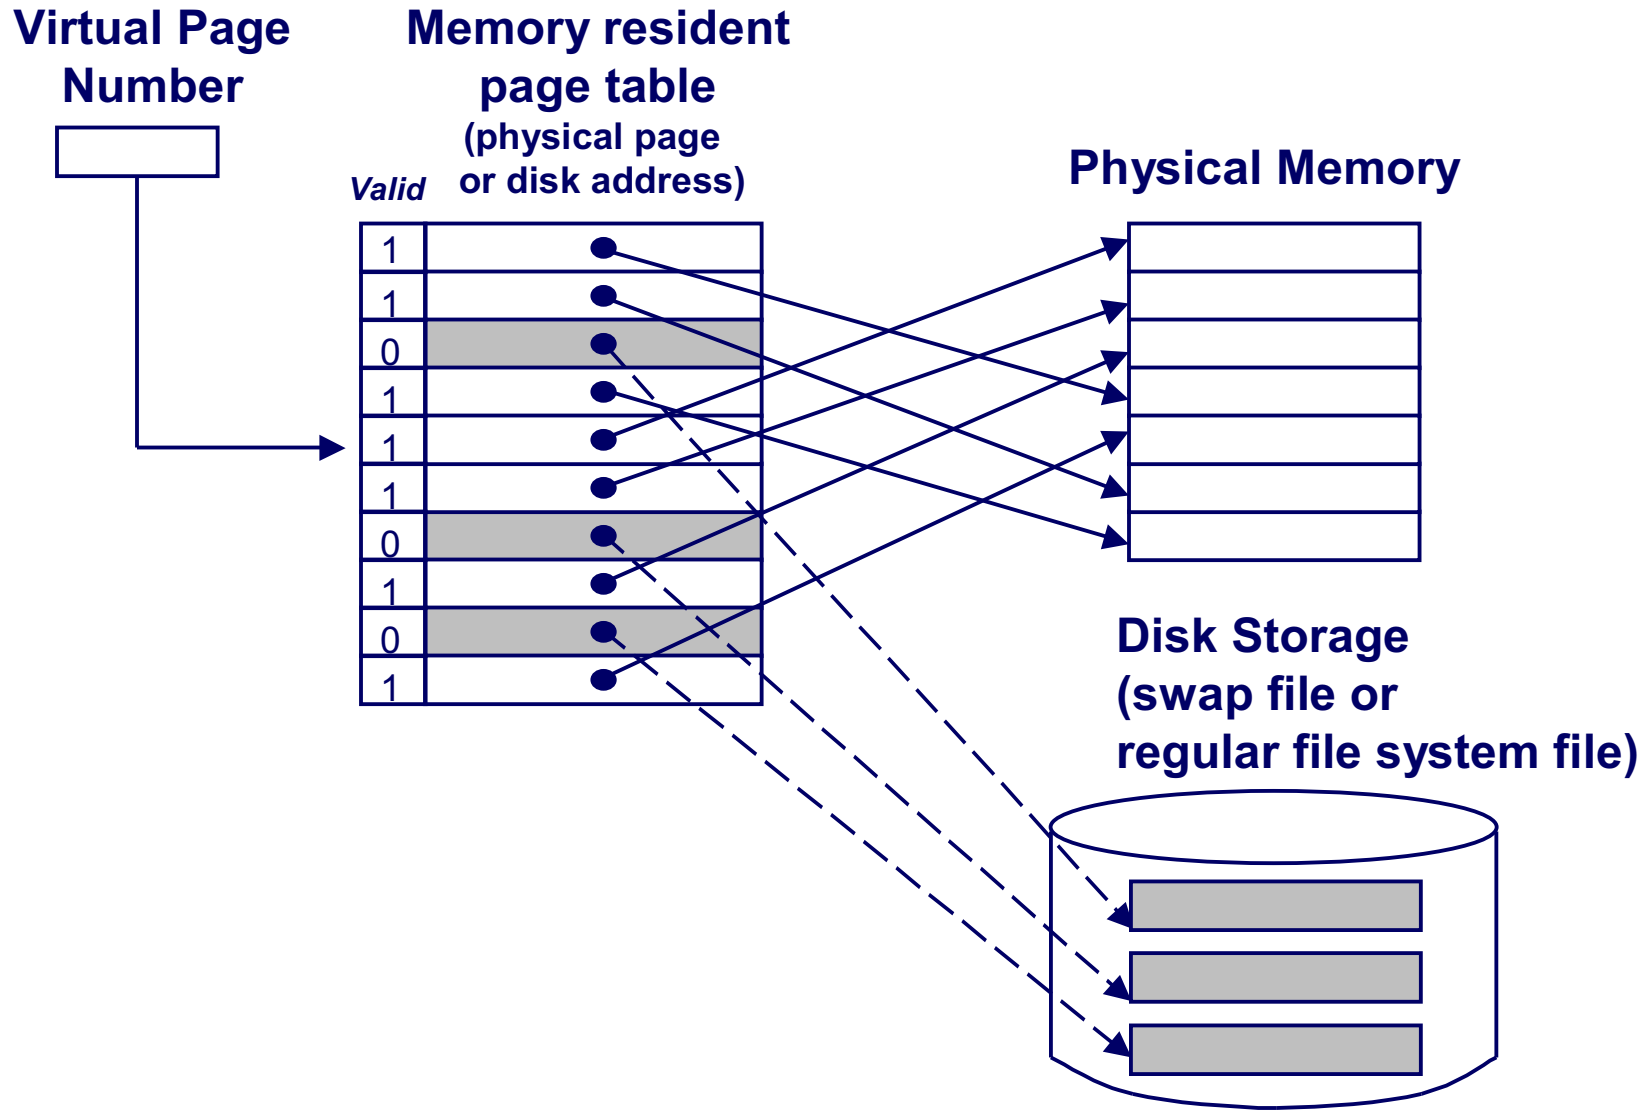 Virtual Page
Number
Memory resident
page table
(physical page
or disk address)
Valid
Physical Memory
1
1
0
1
1
1
0
1
0
1
Disk Storage
(swap file or
regular file system file)